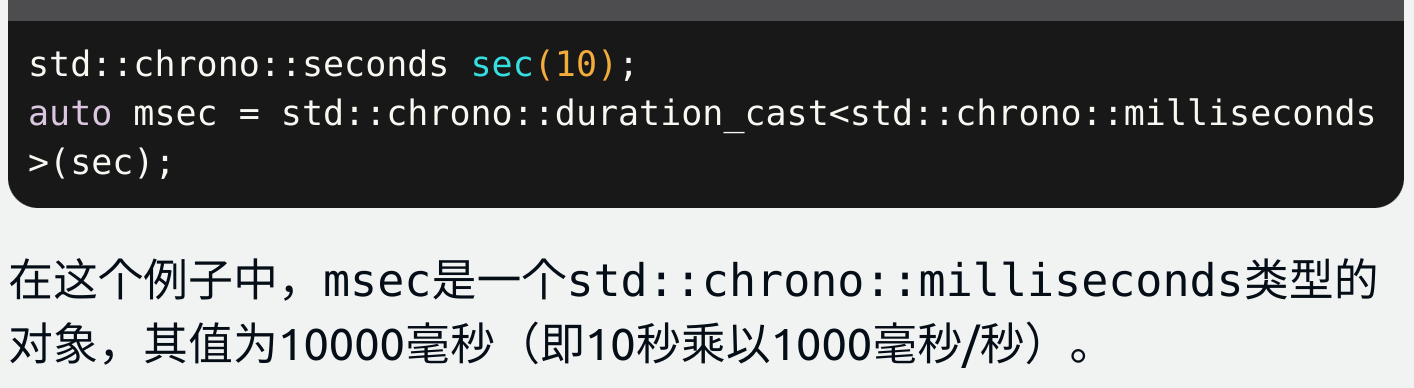 std::chrono::seconds sec(10);
auto msec = std::chrono::duration_cast<std::chrono::milliseconds
>(sec);
在这个例子中，msec是一个std::chrono::milliseconds类型的
对象，其值为10000毫秒（即10秒乘以1000毫秒/秒）。